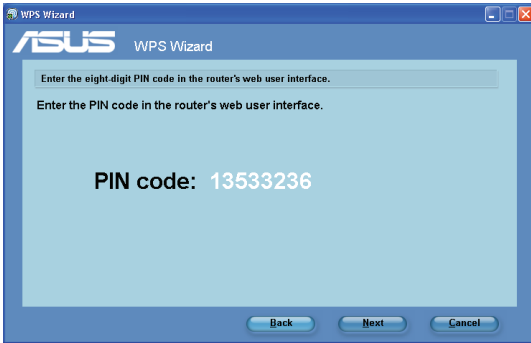 WPS Wizard
ASUS WPS Wizard
Enter the eight-digit PIN code in the router's web user interface.
Enter the PIN code in the router's web user interface.
PIN code: 13533236
Back Next Cancel